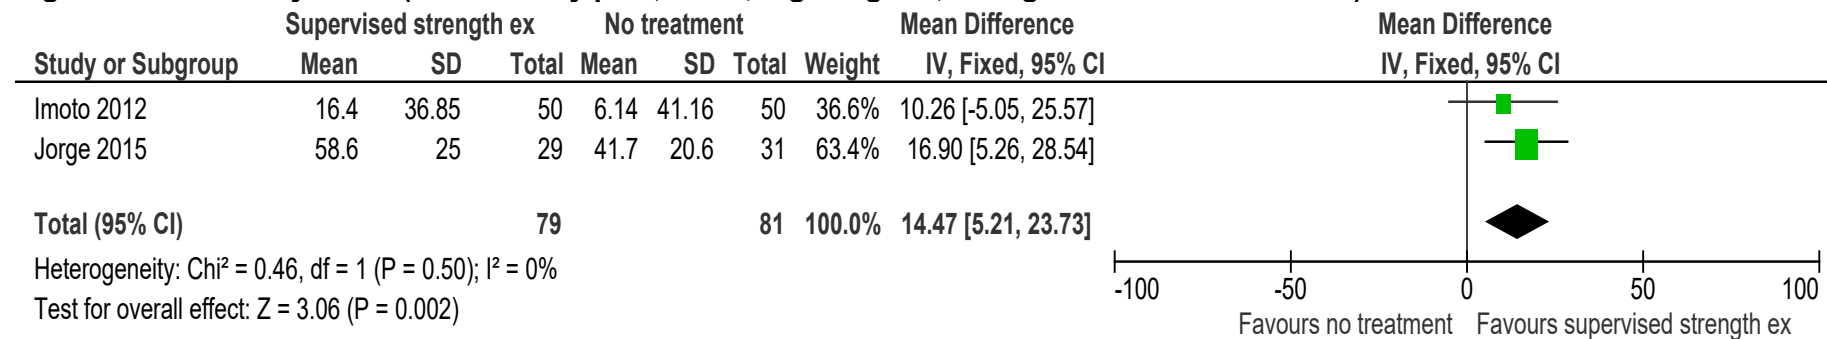 Supervised strength ex No treatment Mean Difference Mean Difference
Study or Subgroup Mean SD Total Mean SD Total Weight IV, Fixed, 95% CI IV, Fixed, 95% CI
Imoto 2012 16.4 36.85 50 6.14 41.16 50 36.6% 10.26 [-5.05, 25.57]
Jorge 2015 58.6 25 29 41.7 20.6 31 63.4% 16.90 [5.26, 28.54]
Total (95% CI) 79 81 100.0% 14.47 [5.21, 23.73]
Heterogeneity: Chi² = 0.46, df = 1 (P = 0.50); I² = 0%
Test for overall effect: Z = 3.06 (P = 0.002)
-100 -50 0 50 100
Favours no treatment Favours supervised strength ex